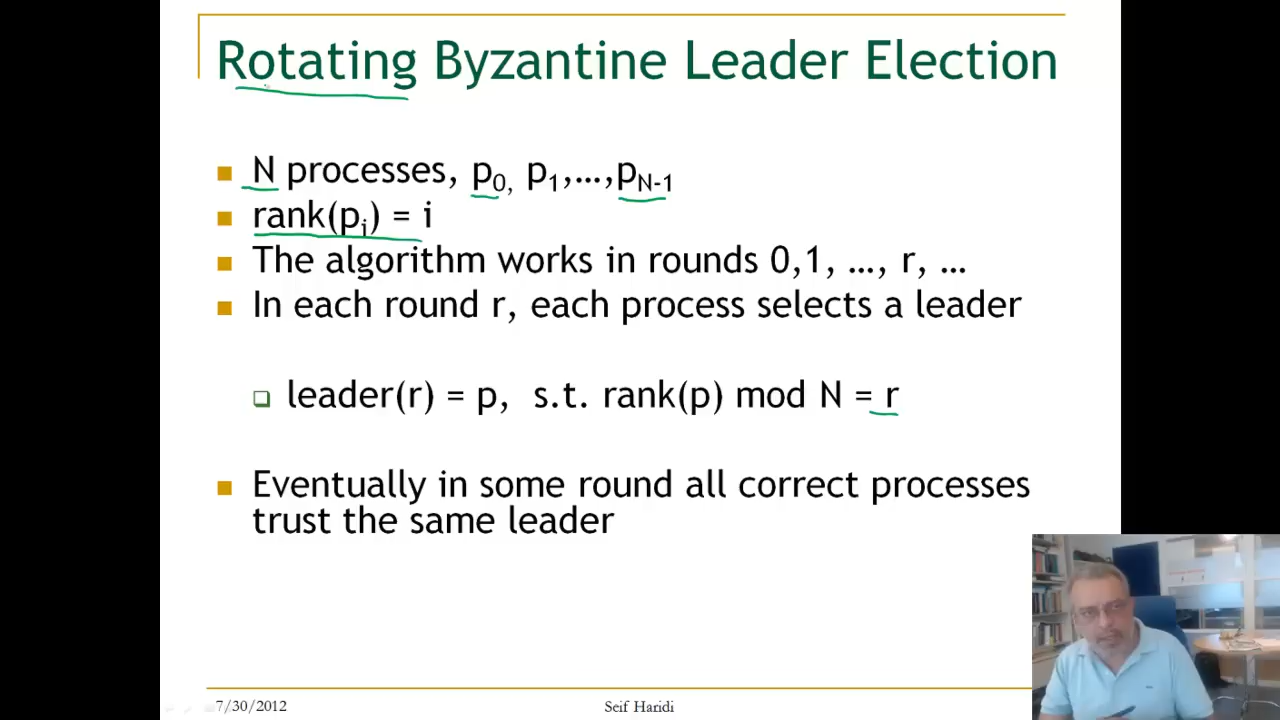 Rotating Byzantine Leader Election
N processes, p0, p1,…,pN-1
rank(pi) = i
The algorithm works in rounds 0,1, …, r, …
In each round r, each process selects a leader
leader(r) = p, s.t. rank(p) mod N = r
Eventually in some round all correct processes
trust the same leader
7/30/2012
Seif Haridi